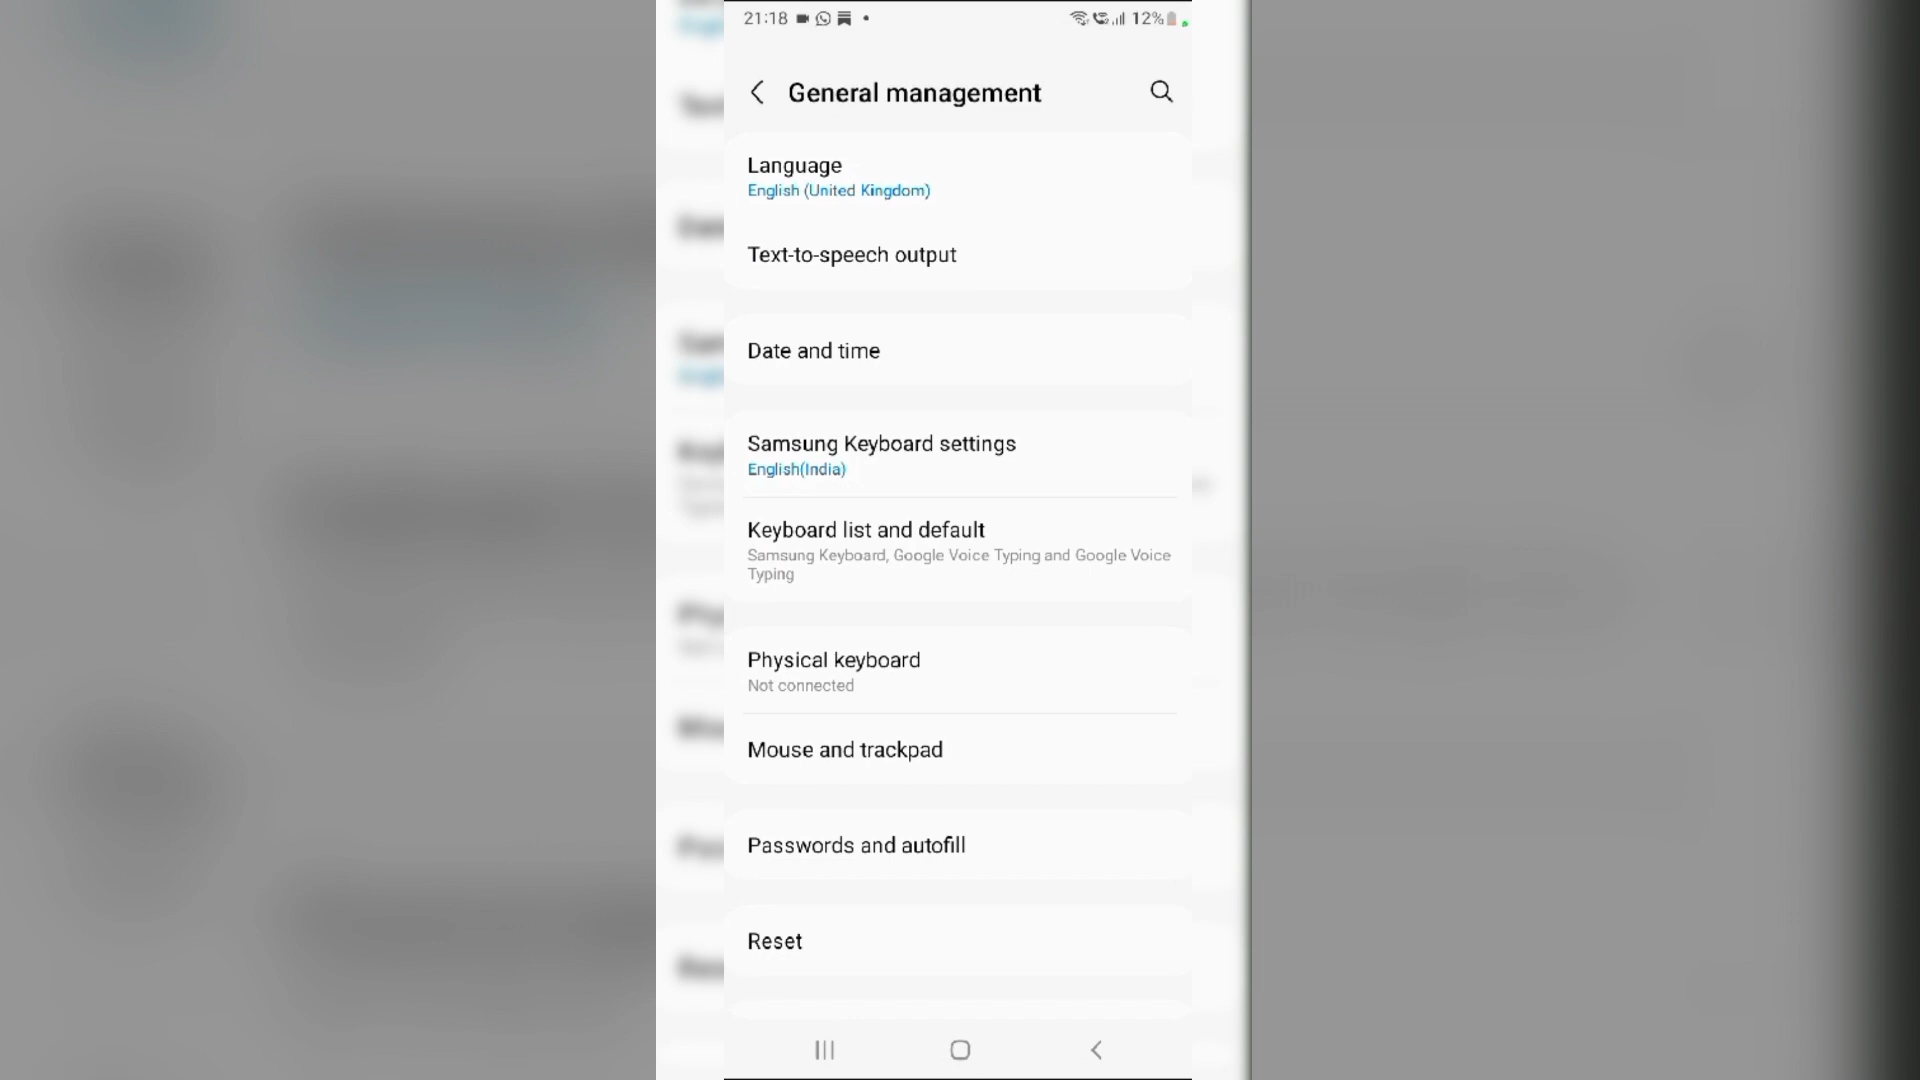 21:18 12%
General management
Language
English (United Kingdom)
Text-to-speech output
Date and time
Samsung Keyboard settings
English(India)
Keyboard list and default
Samsung Keyboard, Google Voice Typing and Google Voice
Typing
Physical keyboard
Not connected
Mouse and trackpad
Passwords and autofill
Reset